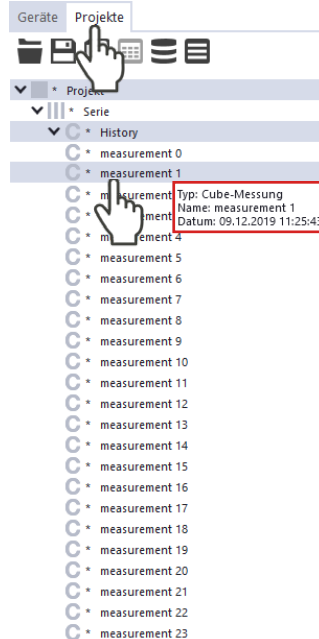 Geräte Projekte
* Projekt
* Serie
* History
* measurement 0
* measurement 1
Typ: Cube-Messung
Name: measurement 1
Datum: 09.12.2019 11:25:43
* measurement 4
* measurement 5
* measurement 6
* measurement 7
* measurement 8
* measurement 9
* measurement 10
* measurement 11
* measurement 12
* measurement 13
* measurement 14
* measurement 15
* measurement 16
* measurement 17
* measurement 18
* measurement 19
* measurement 20
* measurement 21
* measurement 22
* measurement 23